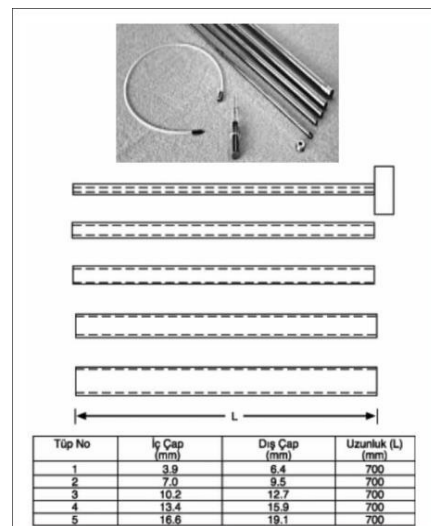 L
Tüp No İç Çap (mm) Dış Çap (mm) Uzunluk (L) (mm)
1 3.9 6.4 700
2 7.0 9.5 700
3 10.2 12.7 700
4 13.4 15.9 700
5 16.6 19.1 700